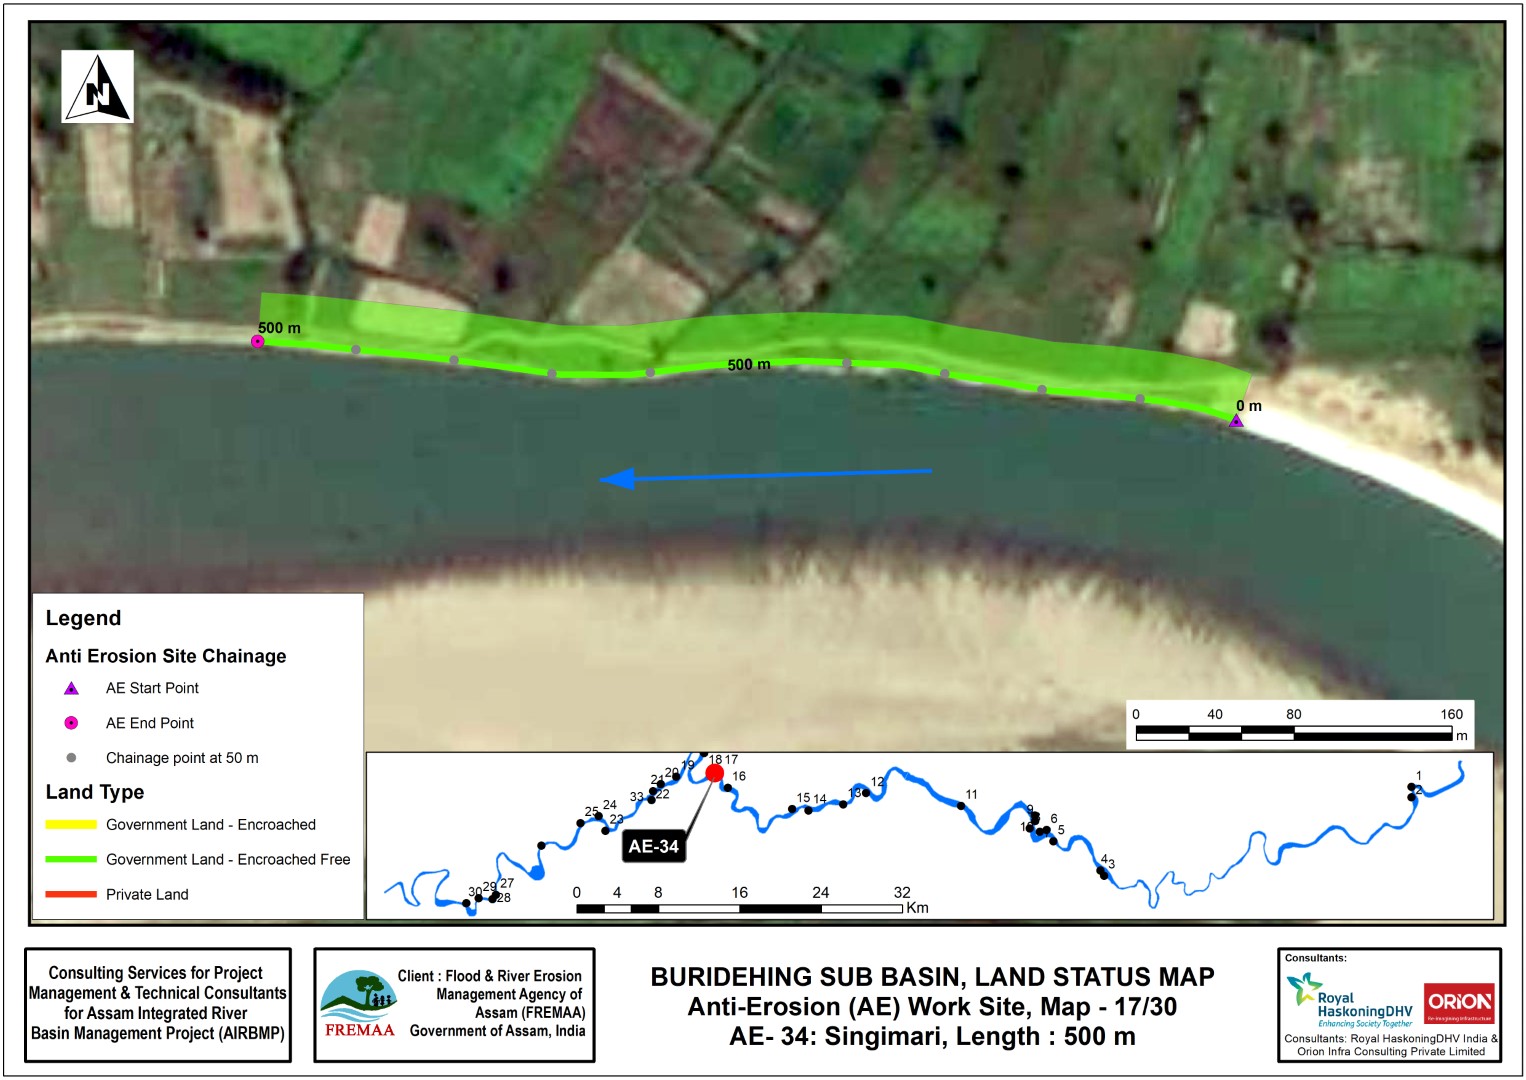 N
500 m
500 m
0 m
Legend
Anti Erosion Site Chainage
AE Start Point
AE End Point
Chainage point at 50 m
Land Type
Government Land - Encroached
Government Land - Encroached Free
Private Land
0 40 80 160
m
18 17
19
20
21
22
33
24
25
23
16
15 14
13
12
11
9
6
5
4 3
1
2
30 29 27
28
AE-34
0 4 8 16 24 32
Km
Consulting Services for Project
Management & Technical Consultants
for Assam Integrated River
Basin Management Project (AIRBMP)
FREMAA
Client : Flood & River Erosion
Management Agency of
Assam (FREMAA)
Government of Assam, India
BURIDEHING SUB BASIN, LAND STATUS MAP
Anti-Erosion (AE) Work Site, Map - 17/30
AE- 34: Singimari, Length : 500 m
Consultants:
Royal
HaskoningDHV
Enhancing Society Together
ORION
Re-imagining infrastructure
Consultants: Royal HaskoningDHV India &
Orion Infra Consulting Private Limited